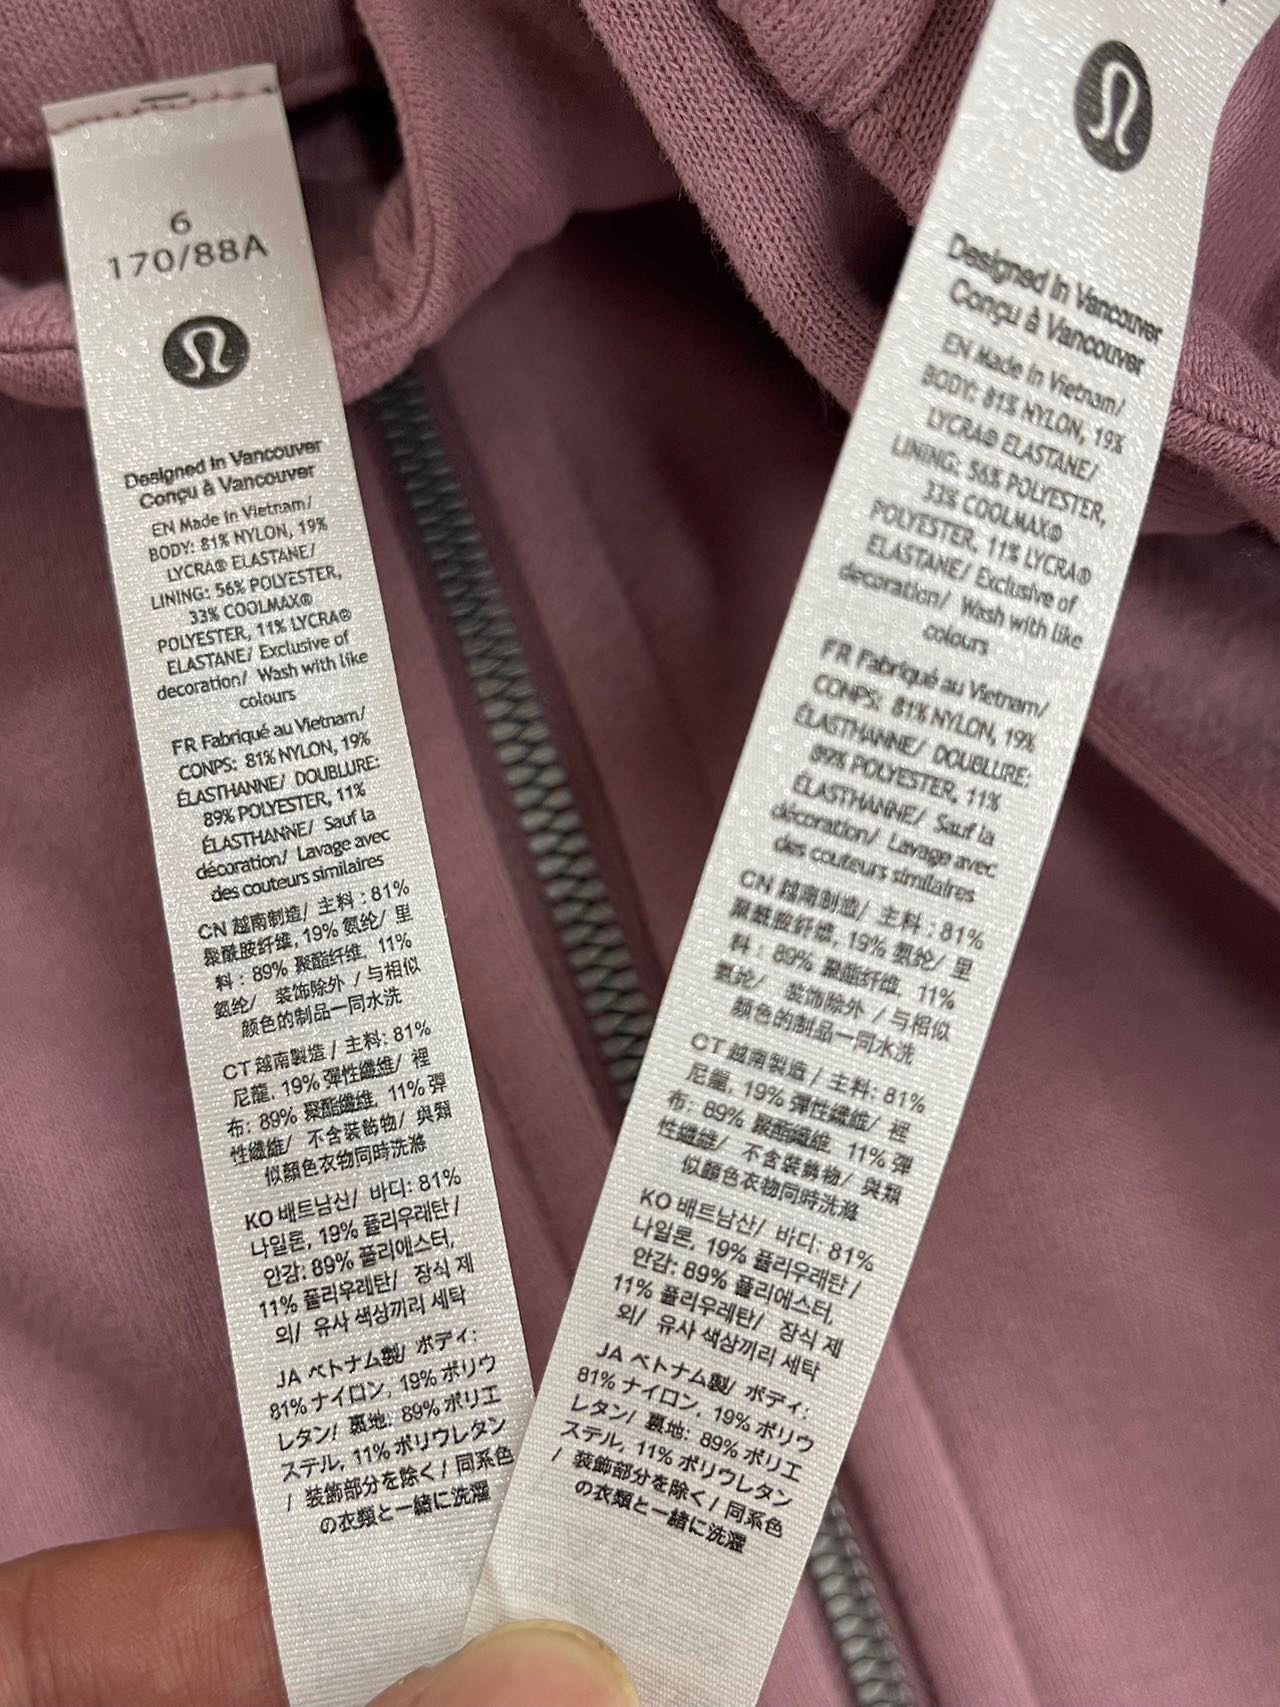 6
170/88A
Designed in Vancouver
Conçu à Vancouver
EN Made in Vietnam/
BODY: 81% NYLON, 19%
LYCRA® ELASTANE/
LINING: 56% POLYESTER,
33% COOLMAX®
POLYESTER, 11% LYCRA®
ELASTANE/ Exclusive of
decoration/ Wash with like
colours
FR Fabriqué au Vietnam/
CONPS: 81% NYLON, 19%
ÉLASTHANNE/ DOUBLURE:
89% POLYESTER, 11%
ÉLASTHANNE/ Sauf la
décoration/ Lavage avec
des couteurs similaires
CN 越南制造/ 主料：81%
聚酰胺纤维, 19% 氨纶/ 里
料：89% 聚酯纤维, 11%
氨纶/ 装饰除外 / 与相似
颜色的制品一同水洗
CT 越南製造 / 主料: 81%
尼龍, 19% 彈性纖維/ 裡
布: 89% 聚酯纖維, 11% 彈
性纖維/ 不含裝飾物/ 與類
似顏色衣物同時洗滌
KO 배트남산/ 바디: 81%
나일론, 19% 폴리우레탄 /
안감: 89% 폴리에스터,
11% 폴리우레탄/ 장식 제
외/ 유사 색상끼리 세탁
JA ベトナム製/ ボディ:
81% ナイロン, 19% ポリウ
レタン/ 裏地: 89% ポリエ
ステル, 11% ポリウレタン
/ 装飾部分を除く / 同系色
の衣類と一緒に洗濯
Designed in Vancouver
Conçu à Vancouver
EN Made in Vietnam/
BODY: 81% NYLON, 19%
LYCRA® ELASTANE/
LINING: 56% POLYESTER,
33% COOLMAX®
POLYESTER, 11% LYCRA®
ELASTANE/ Exclusive of
decoration/ Wash with like
colours
FR Fabriqué au Vietnam/
CONPS: 81% NYLON, 19%
ÉLASTHANNE/ DOUBLURE:
89% POLYESTER, 11%
ÉLASTHANNE/ Sauf la
décoration/ Lavage avec
des couteurs similaires
CN 越南制造/ 主料：81%
聚酰胺纤维, 19% 氨纶/ 里
料：89% 聚酯纤维, 11%
氨纶/ 装饰除外 / 与相似
颜色的制品一同水洗
CT 越南製造 / 主料: 81%
尼龍, 19% 彈性纖維/ 裡
布: 89% 聚酯纖維, 11% 彈
性纖維/ 不含裝飾物/ 與類
似顏色衣物同時洗滌
KO 배트남산/ 바디: 81%
나일론, 19% 폴리우레탄 /
안감: 89% 폴리에스터,
11% 폴리우레탄/ 장식 제
외/ 유사 색상끼리 세탁
JA ベトナム製/ ボディ:
81% ナイロン, 19% ポリウ
レタン/ 裏地: 89% ポリエ
ステル, 11% ポリウレタン
/ 装飾部分を除く / 同系色
の衣類と一緒に洗濯